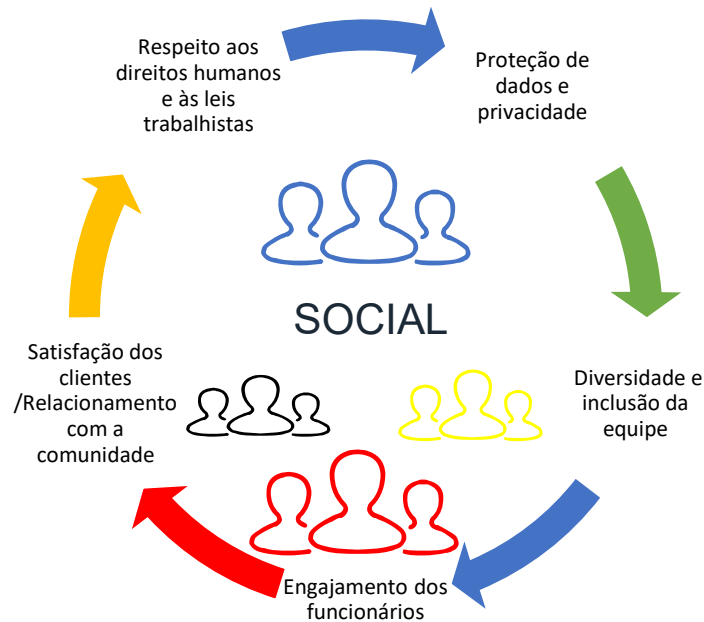 Respeito aos
direitos humanos
e às leis
trabalhistas
Proteção de
dados e
privacidade
SOCIAL
Satisfação dos
clientes
/Relacionamento
com a
comunidade
Diversidade e
inclusão da
equipe
Engajamento dos
funcionários